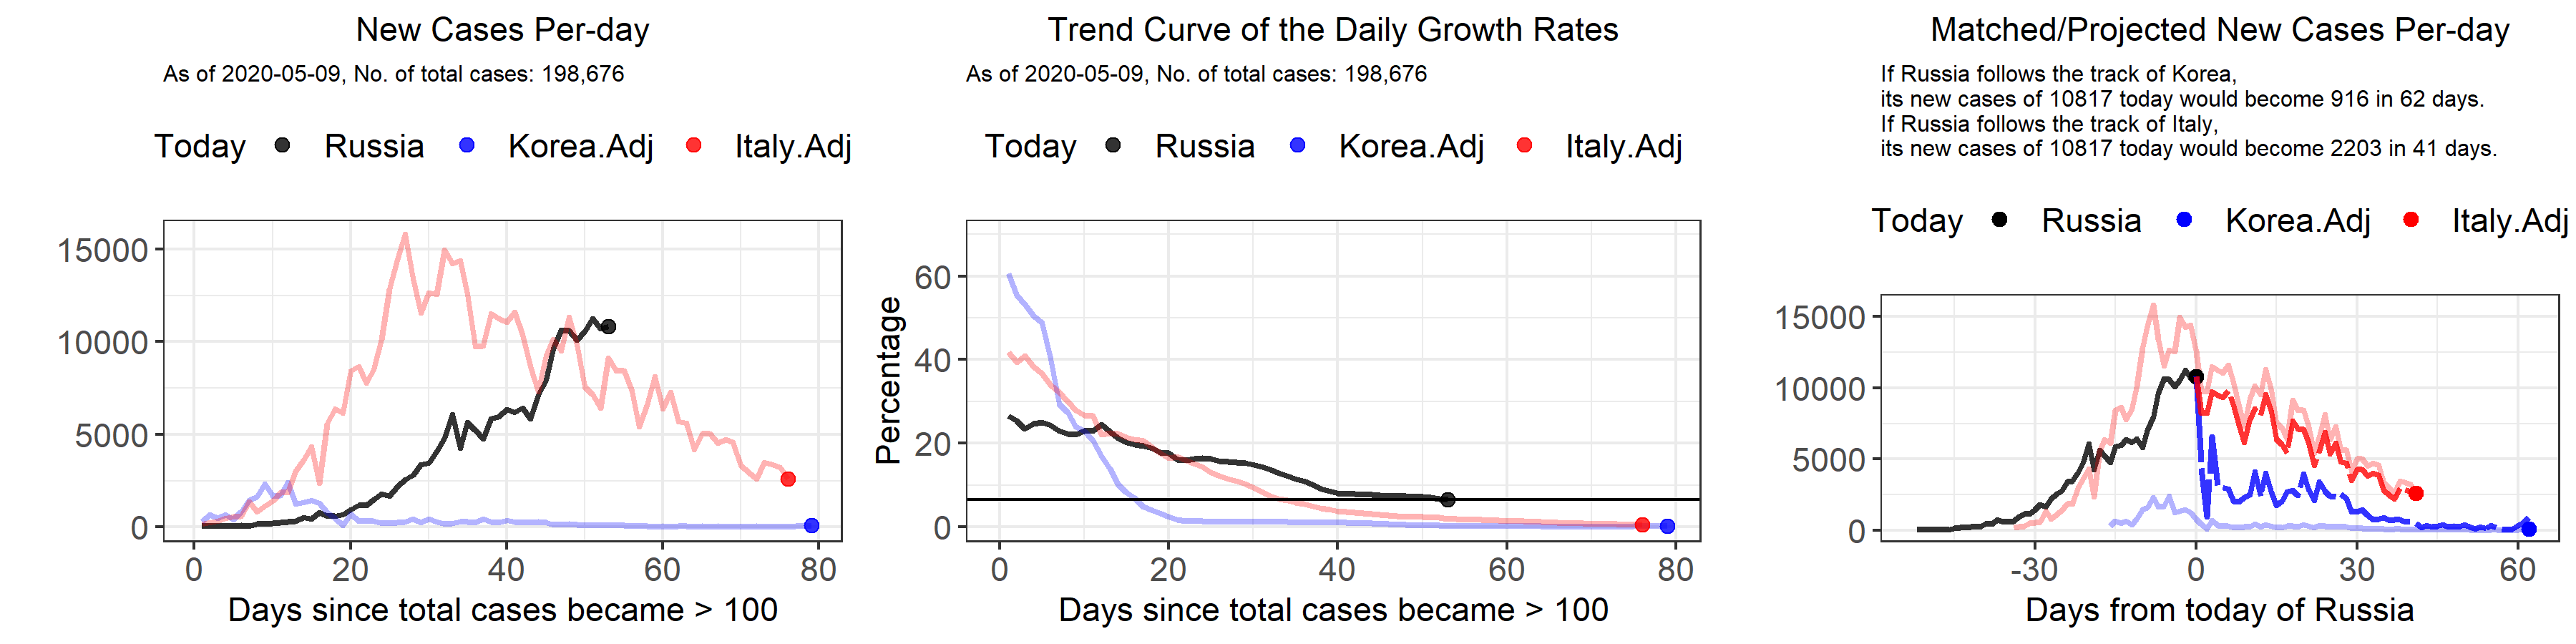 New Cases Per-day
As of 2020-05-09, No. of total cases: 198,676
Today Russia Korea.Adj Italy.Adj
15000
10000
5000
0
0 20 40 60 80
Days since total cases became > 100
Trend Curve of the Daily Growth Rates
As of 2020-05-09, No. of total cases: 198,676
Today Russia Korea.Adj Italy.Adj
Percentage
60
40
20
0
0 20 40 60 80
Days since total cases became > 100
Matched/Projected New Cases Per-day
If Russia follows the track of Korea,
its new cases of 10817 today would become 916 in 62 days.
If Russia follows the track of Italy,
its new cases of 10817 today would become 2203 in 41 days.
Today Russia Korea.Adj Italy.Adj
15000
10000
5000
0
-30 0 30 60
Days from today of Russia